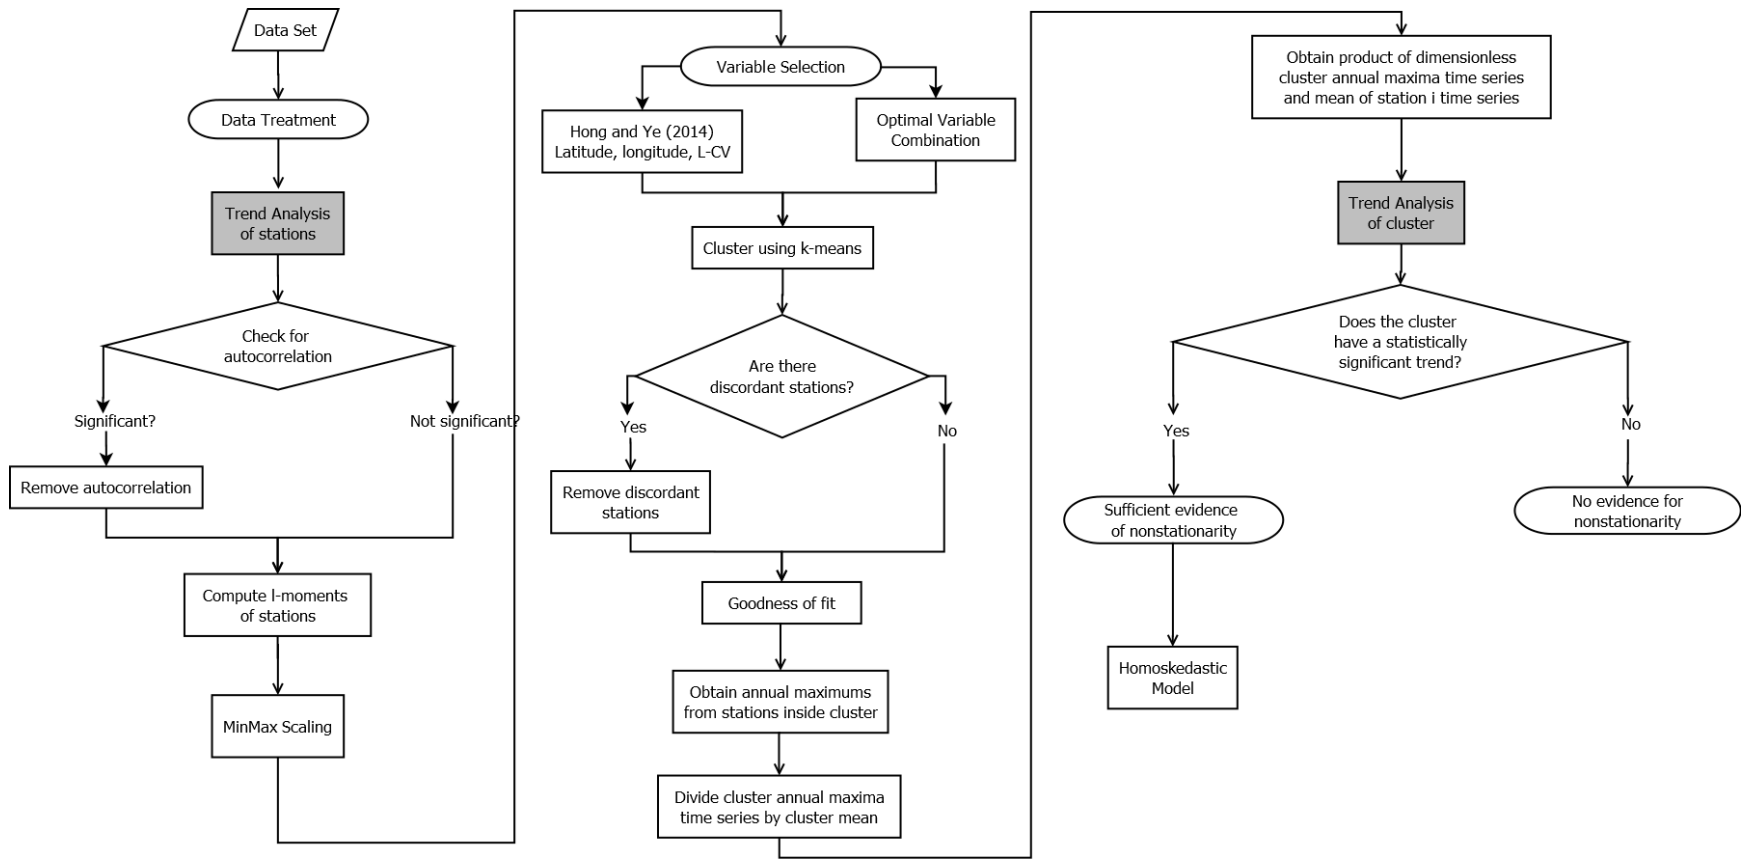 Data Set
Data Treatment
Trend Analysis
of stations
Check for
autocorrelation
Significant?
Not significant?
Remove autocorrelation
Compute l-moments
of stations
MinMax Scaling
Variable Selection
Hong and Ye (2014)
Latitude, longitude, L-CV
Optimal Variable
Combination
Cluster using k-means
Are there
discordant stations?
Yes
No
Remove discordant
stations
Goodness of fit
Obtain annual maximums
from stations inside cluster
Divide cluster annual maxima
time series by cluster mean
Obtain product of dimensionless
cluster annual maxima time series
and mean of station i time series
Trend Analysis
of cluster
Does the cluster
have a statistically
significant trend?
Yes
No
Sufficient evidence
of nonstationarity
No evidence for
nonstationarity
Homoskedastic
Model